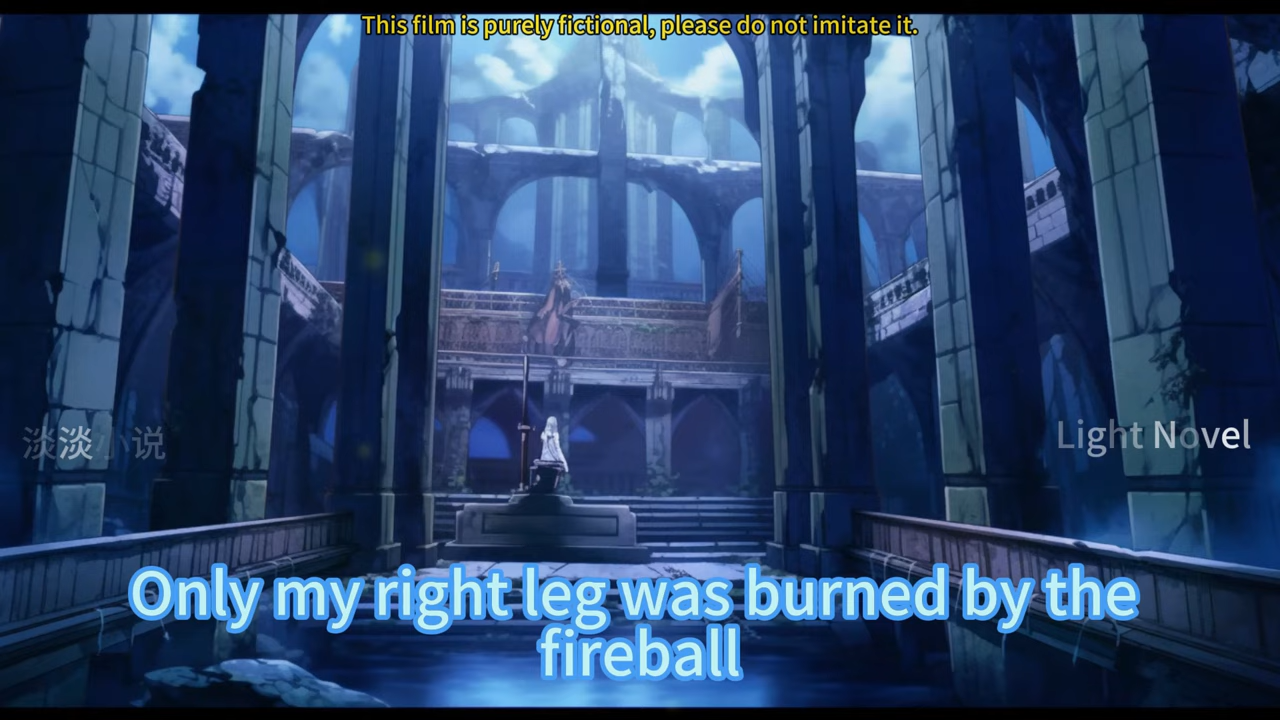 This film is purely fictional, please do not imitate it.
淡淡小说
Light Novel
Only my right leg was burned by the
fireball